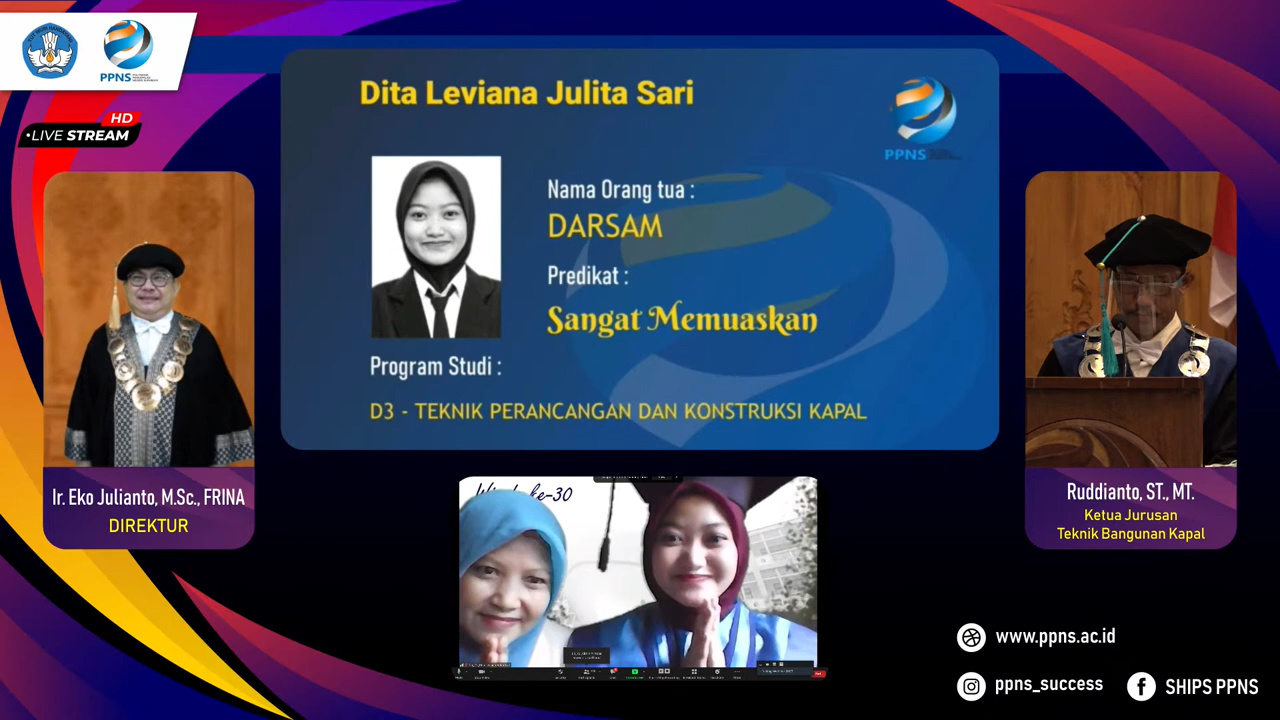 PPNS
HD
LIVE STREAM
Dita Leviana Julita Sari
PPNS
Nama Orang tua :
DARSAM
Predikat :
Sangat Memuaskan
Program Studi :
D3 - TEKNIK PERANCANGAN DAN KONSTRUKSI KAPAL
Ir. Eko Julianto, M.Sc., FRINA
DIREKTUR
Ruddianto, ST., MT.
Ketua Jurusan
Teknik Bangunan Kapal
ke-30
www.ppns.ac.id
ppns_success
SHIPS PPNS